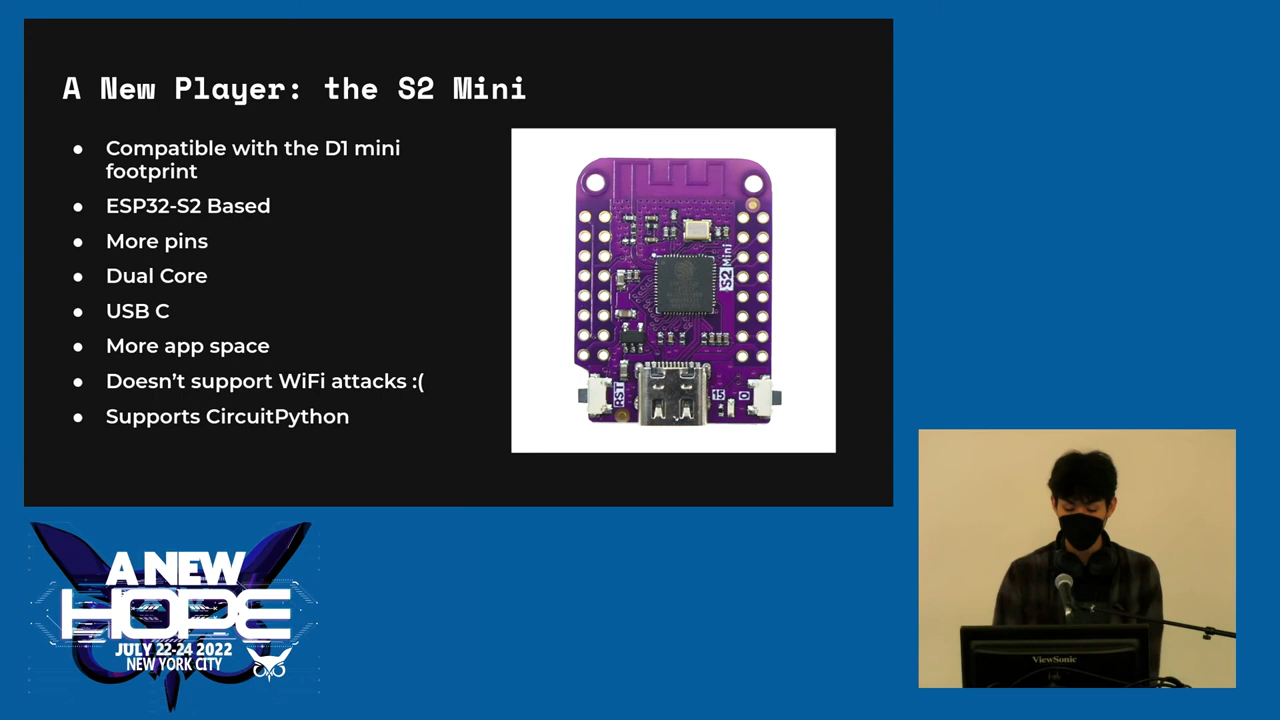 A New Player: the S2 Mini
Compatible with the D1 mini
footprint
ESP32-S2 Based
More pins
Dual Core
USB C
More app space
Doesn’t support WiFi attacks :(
Supports CircuitPython
S2 Mini
RST
15
0
A NEW
HOPE
JULY 22-24 2022
NEW YORK CITY
ViewSonic